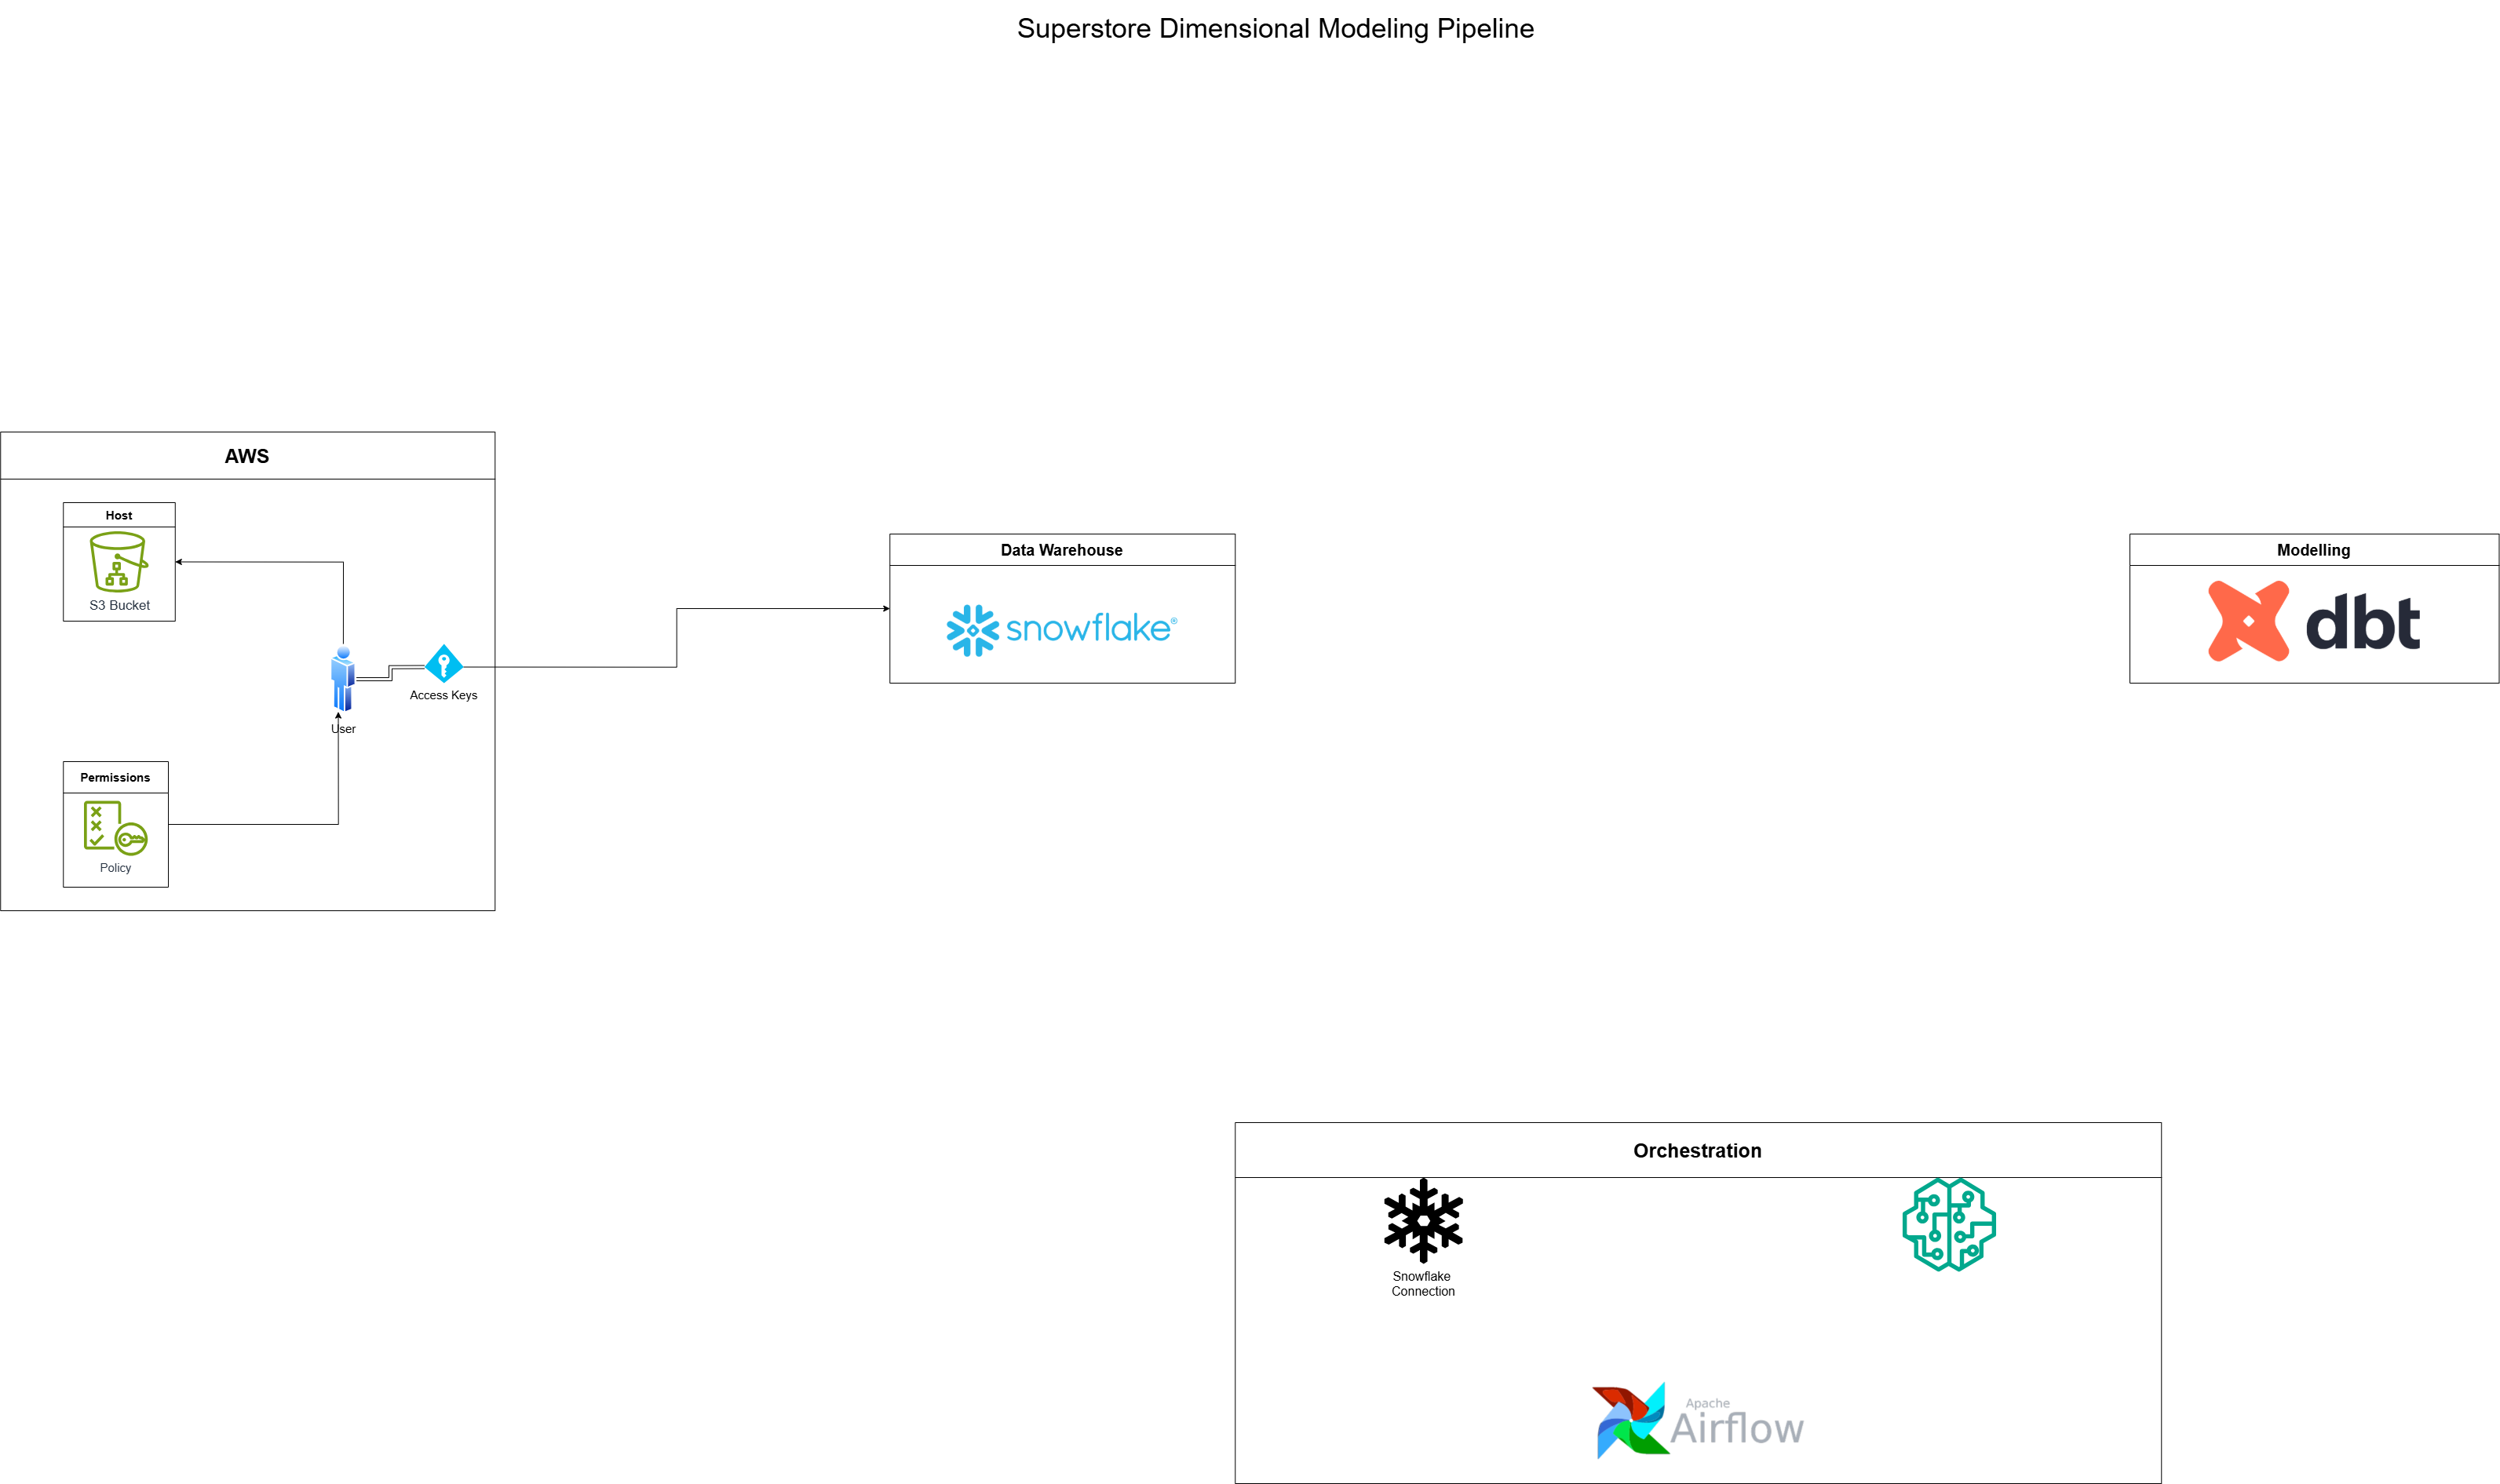 Superstore Dimensional Modeling Pipeline
AWS
Host
S3 Bucket
User
Access Keys
Permissions
Policy
Data Warehouse
snowflake®
Modelling
dbt
Orchestration
Snowflake
Connection
Apache
Airflow